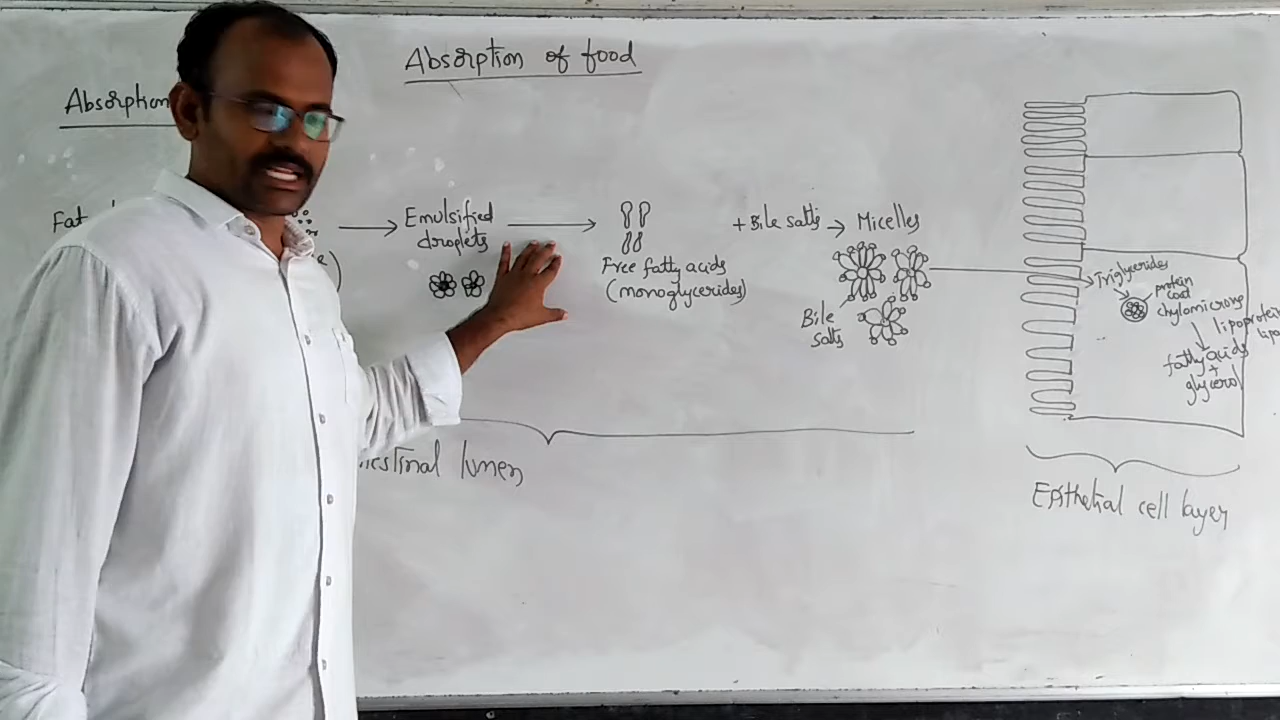 Absorption of food
Absorption
Fat
Emulsified
droplets
Free fatty acids
(monoglycerides)
+ Bile salts → Micelles
Bile
salts
Triglycerides
protein
coat
chylomicrons
lipoprotein
fatty acids
+
glycerol
lumen
Epithelial cell layer